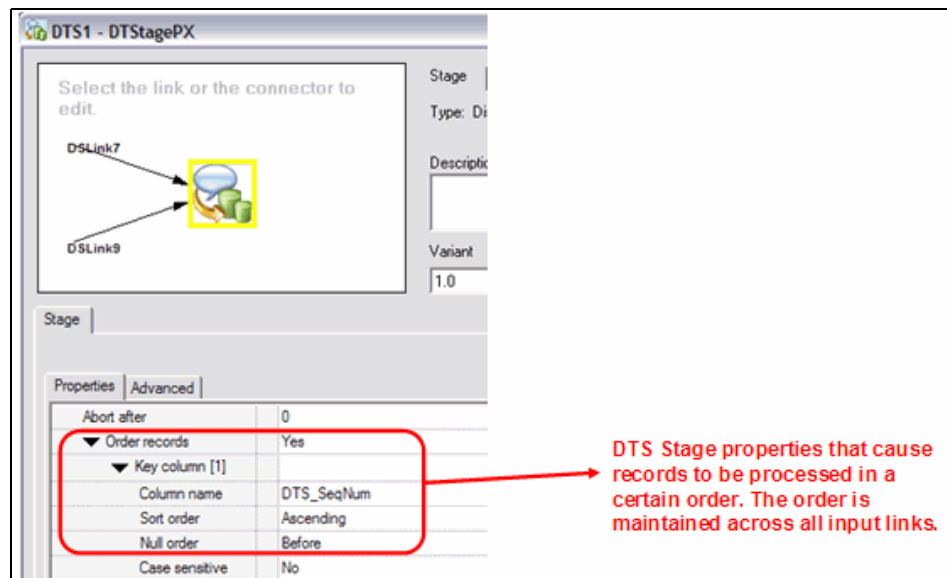 DTS1 - DTStagePX
Select the link or the connector to
edit.
DSLink7
DSLink9
Stage
Type: Di
Descriptic
Variant
1.0
Stage
Properties Advanced
Abort after 0
Order records Yes
Key column [1]
Column name DTS_SeqNum
Sort order Ascending
Null order Before
Case sensitive No
DTS Stage properties that cause
records to be processed in a
certain order. The order is
maintained across all input links.